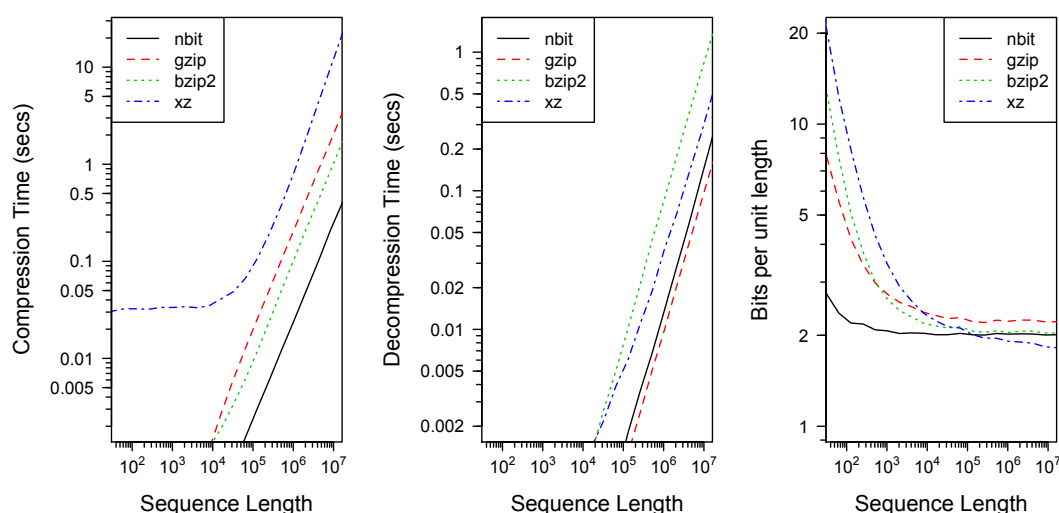 Compression Time (secs)
10
5
1
0.5
0.1
0.05
0.01
0.005
nbit
gzip
bzip2
xz
10² 10³ 10⁴ 10⁵ 10⁶ 10⁷
Sequence Length
Decompression Time (secs)
1
0.5
0.2
0.1
0.05
0.02
0.01
0.005
0.002
nbit
gzip
bzip2
xz
10² 10³ 10⁴ 10⁵ 10⁶ 10⁷
Sequence Length
Bits per unit length
20
10
5
2
1
nbit
gzip
bzip2
xz
10² 10³ 10⁴ 10⁵ 10⁶ 10⁷
Sequence Length